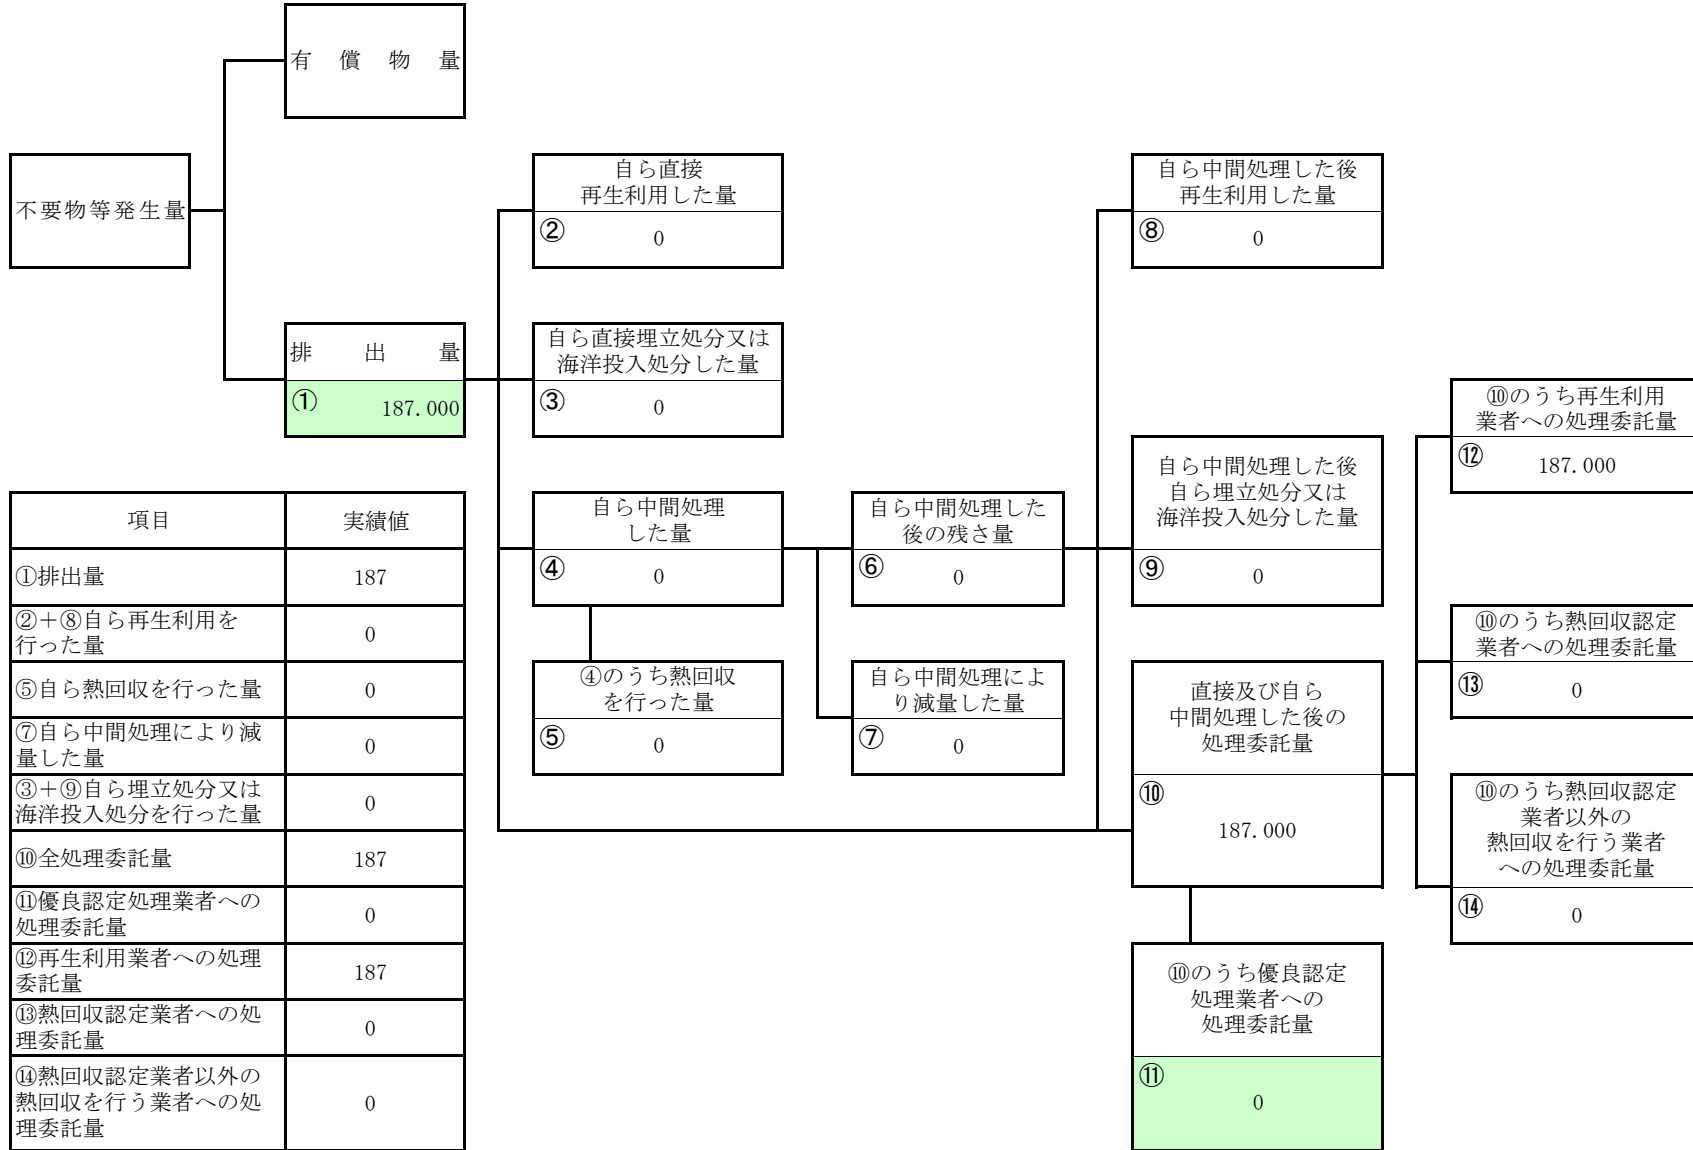 有償物量
不要物等発生量
排出量
①
187.000
自ら直接
再生利用した量
②
0
自ら直接埋立処分又は
海洋投入処分した量
③
0
自ら中間処理
した量
④
0
④のうち熱回収
を行った量
⑤
0
自ら中間処理した
後の残さ量
⑥
0
自ら中間処理によ
り減量した量
⑦
0
自ら中間処理した後
再生利用した量
⑧
0
自ら中間処理した後
自ら埋立処分又は
海洋投入処分した量
⑨
0
直接及び自ら
中間処理した後の
処理委託量
⑩
187.000
⑩のうち優良認定
処理業者への
処理委託量
⑪
0
⑩のうち再生利用
業者への処理委託量
⑫
187.000
⑩のうち熱回収認定
業者への処理委託量
⑬
0
⑩のうち熱回収認定
業者以外の
熱回収を行う業者
への処理委託量
⑭
0
項目 実績値
①排出量 187
②＋⑧自ら再生利用を
行った量 0
⑤自ら熱回収を行った量 0
⑦自ら中間処理により減
量した量 0
③＋⑨自ら埋立処分又は
海洋投入処分を行った量 0
⑩全処理委託量 187
⑪優良認定処理業者への
処理委託量 0
⑫再生利用業者への処理
委託量 187
⑬熱回収認定業者への処
理委託量 0
⑭熱回収認定業者以外の
熱回収を行う業者への処
理委託量 0